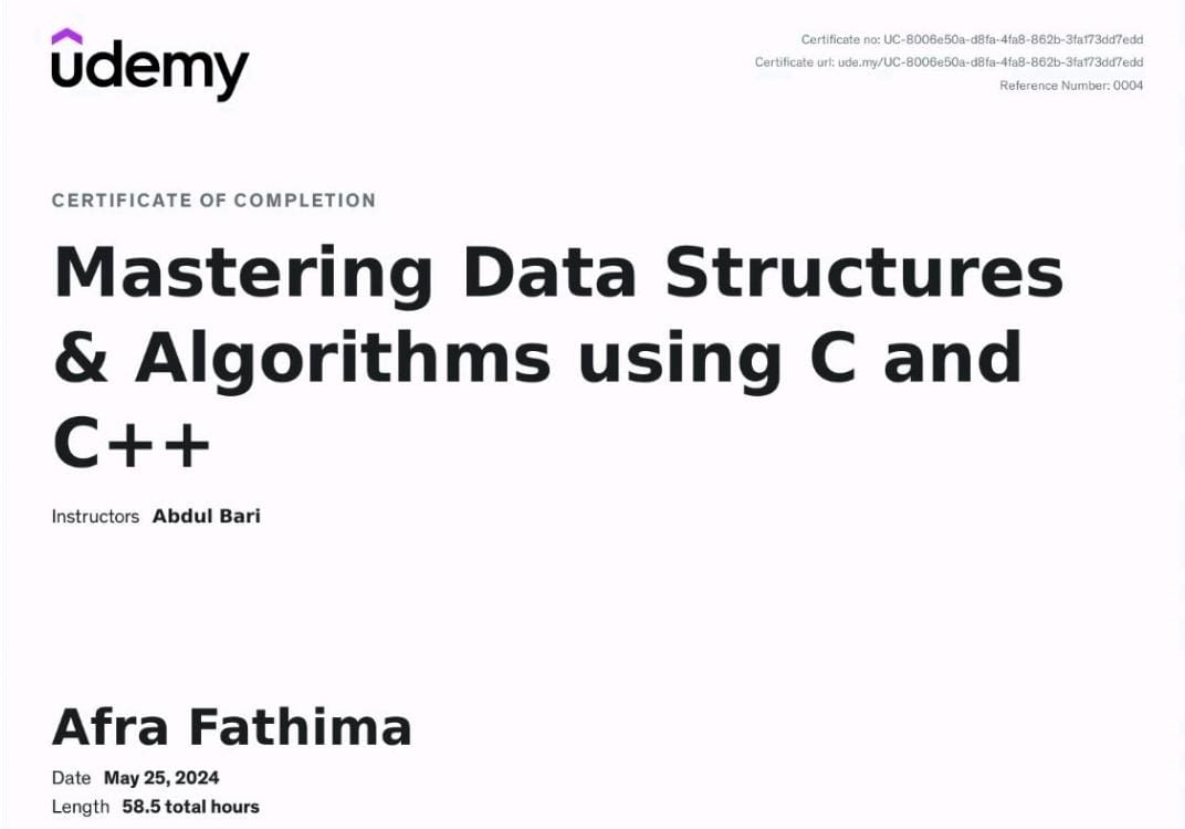 udemy
Certificate no: UC-8006e50a-d8fa-4fa8-862b-3fa173dd7edd
Certificate url: ude.my/UC-8006e50a-d8fa-4fa8-862b-3fa173dd7edd
Reference Number: 0004
CERTIFICATE OF COMPLETION
Mastering Data Structures
& Algorithms using C and
C++
Instructors Abdul Bari
Afra Fathima
Date May 25, 2024
Length 58.5 total hours